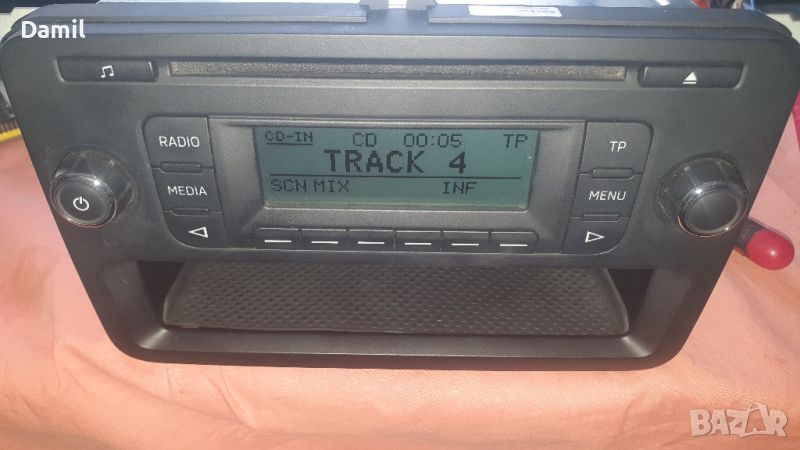 Damil
RADIO
MEDIA
CD-IN CD 00:05 TP
TRACK 4
SCN MIX INF
TP
MENU
BAZAR